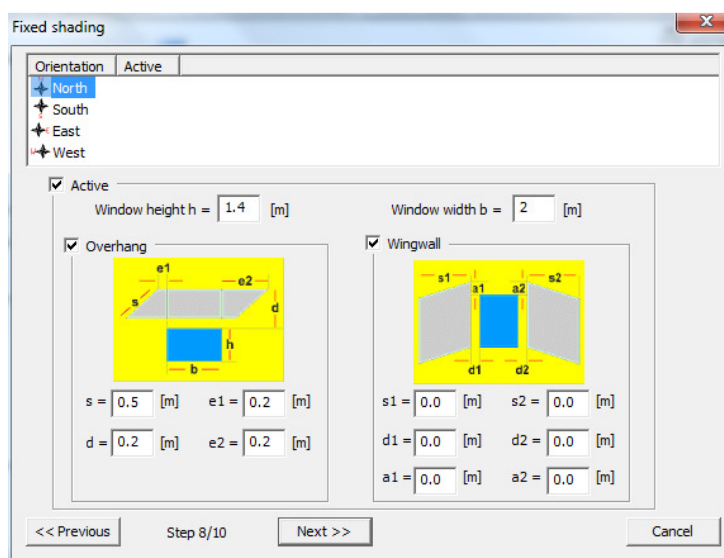 Fixed shading
Orientation Active
North
South
East
West
Active
Window height h = 1.4 [m] Window width b = 2 [m]
Overhang Wingwall
e1 e2 s d h b
s1 a1 a2 s2 d1 d2
s = 0.5 [m] e1 = 0.2 [m] s1 = 0.0 [m] s2 = 0.0 [m]
d = 0.2 [m] e2 = 0.2 [m] d1 = 0.0 [m] d2 = 0.0 [m]
a1 = 0.0 [m] a2 = 0.0 [m]
<< Previous Step 8/10 Next >> Cancel